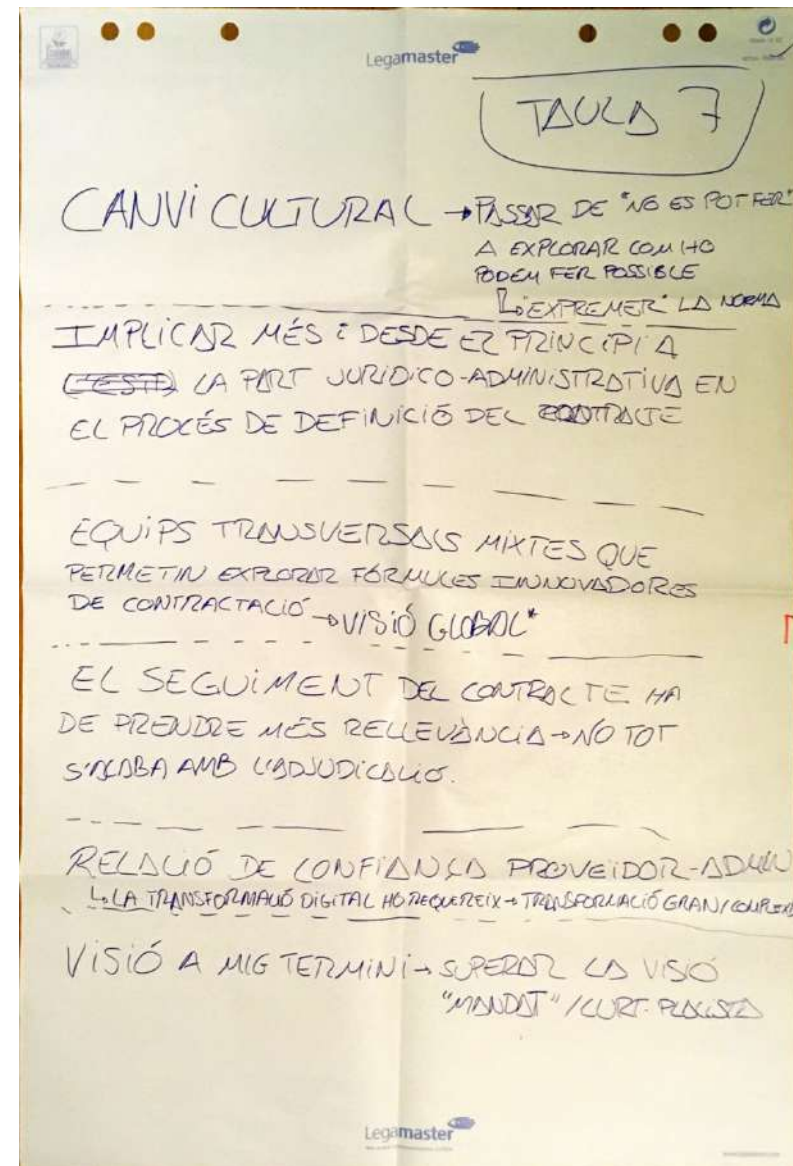 Legamaster
TAULA 7
CANVI CULTURAL → PASSAR DE "NO ES POT FER"
A EXPLORAR COM HO
PODEM FER POSSIBLE
↳ "EXPREMER" LA NORMA
IMPLICAR MÉS i DESDE EL PRINCIPI A
LA PART JURIDICO-ADMINISTRATIVA EN
EL PROCÉS DE DEFINICIÓ DEL CONTRACTE
EQUIPS TRANSVERSALS MIXTES QUE
PERMETIN EXPLORAR FÓRMULES INNOVADORES
DE CONTRACTACIÓ → VISIÓ GLOBAL*
EL SEGUIMENT DEL CONTRACTE HA
DE PRENDRE MÉS RELLEVÀNCIA → NO TOT
S'ACABA AMB L'ADJUDICACIÓ.
RELACIÓ DE CONFIANÇA PROVEIDOR-ADMIN
↳ LA TRANSFORMACIÓ DIGITAL HO REQUEREIX → TRANSFORMACIÓ GRAN/
VISIÓ A MIG TERMINI → SUPERAR LA VISIÓ
"MANDAT" / CURT-PLACISTA
Legamaster